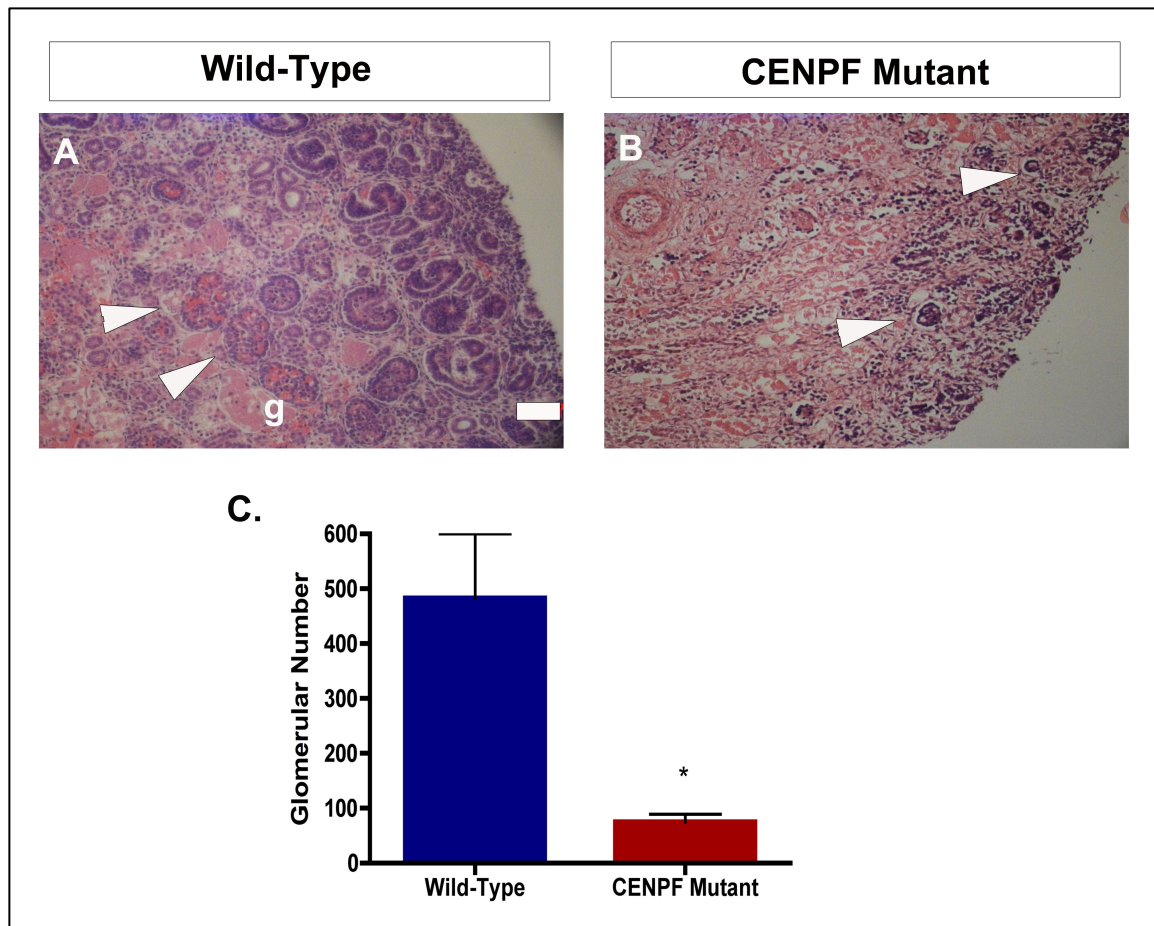 Wild-Type
CENPF Mutant
A
B
g
C.
Glomerular Number
600
500
400
300
200
100
0
*
Wild-Type
CENPF Mutant